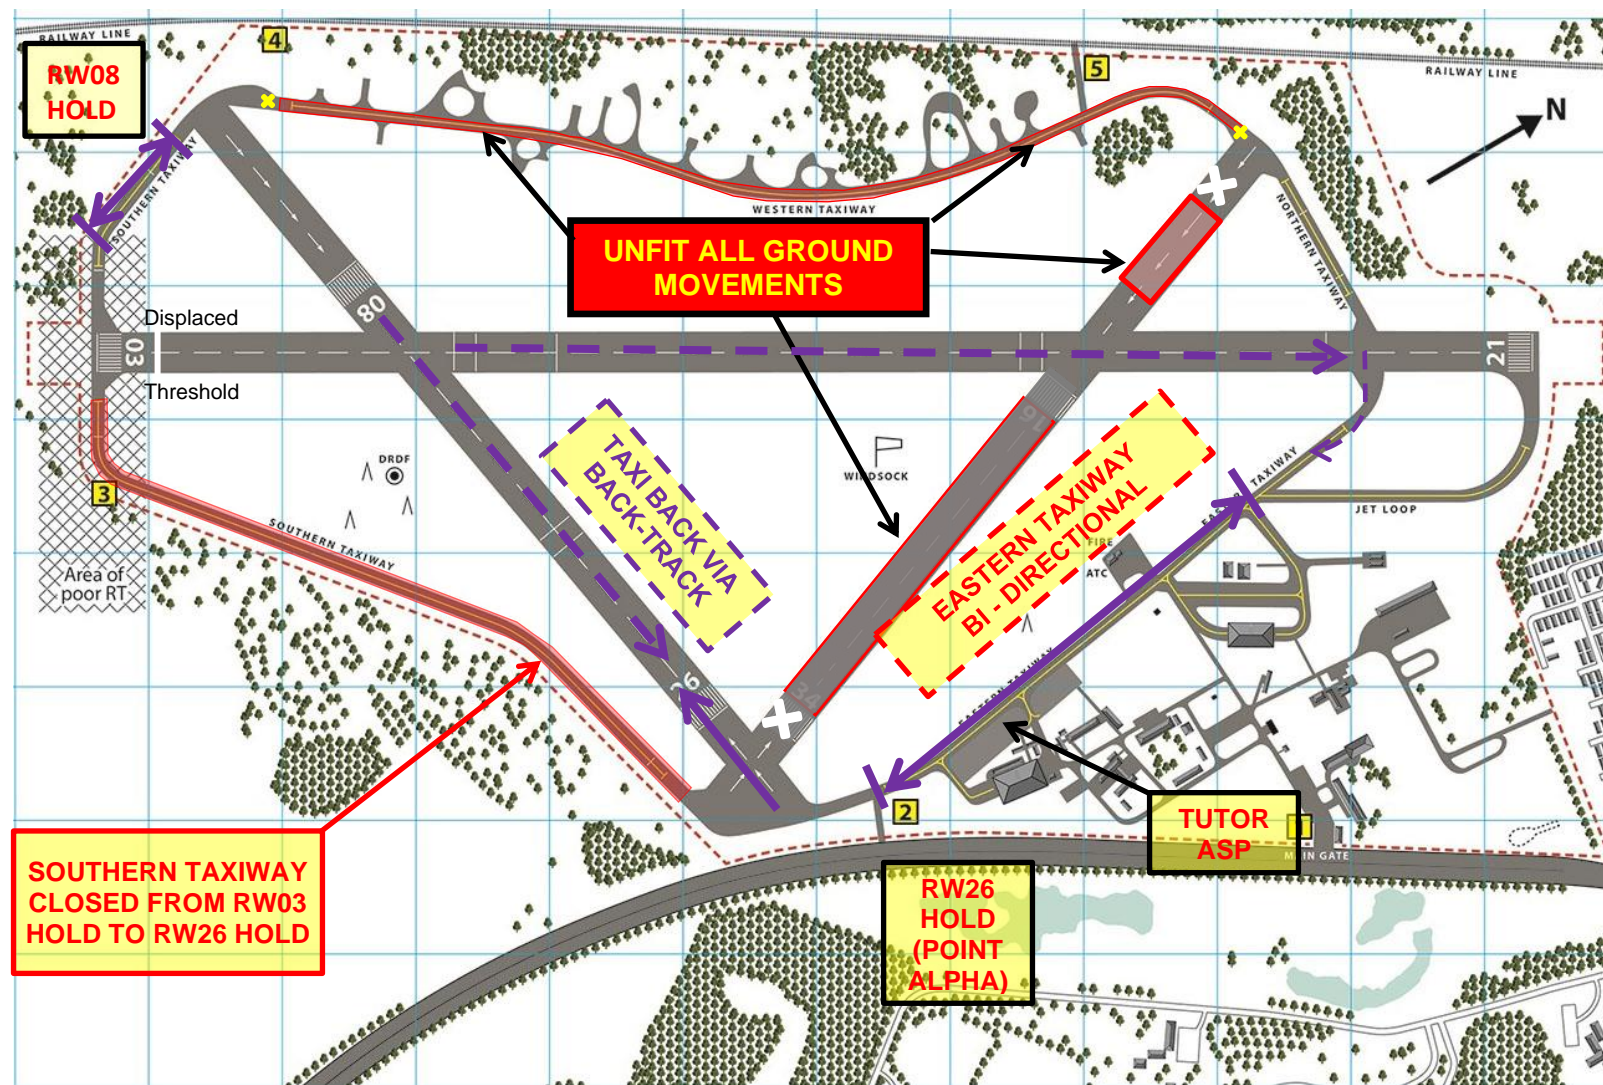 RAILWAY LINE
4
RW08
HOLD
5
RAILWAY LINE
N
SOUTHERN TAXIWAY
WESTERN TAXIWAY
NORTHERN TAXIWAY
UNFIT ALL GROUND
MOVEMENTS
08
Displaced
03
Threshold
21
16
TAXI BACK VIA
BACK-TRACK
DRDF
WINDSOCK
EASTERN TAXIWAY
BI - DIRECTIONAL
EASTERN TAXIWAY
JET LOOP
3
SOUTHERN TAXIWAY
FIRE
ATC
Area of
poor RT
26
34
EASTERN TAXIWAY
2
TUTOR
ASP
MAIN GATE
SOUTHERN TAXIWAY
CLOSED FROM RW03
HOLD TO RW26 HOLD
RW26
HOLD
(POINT
ALPHA)